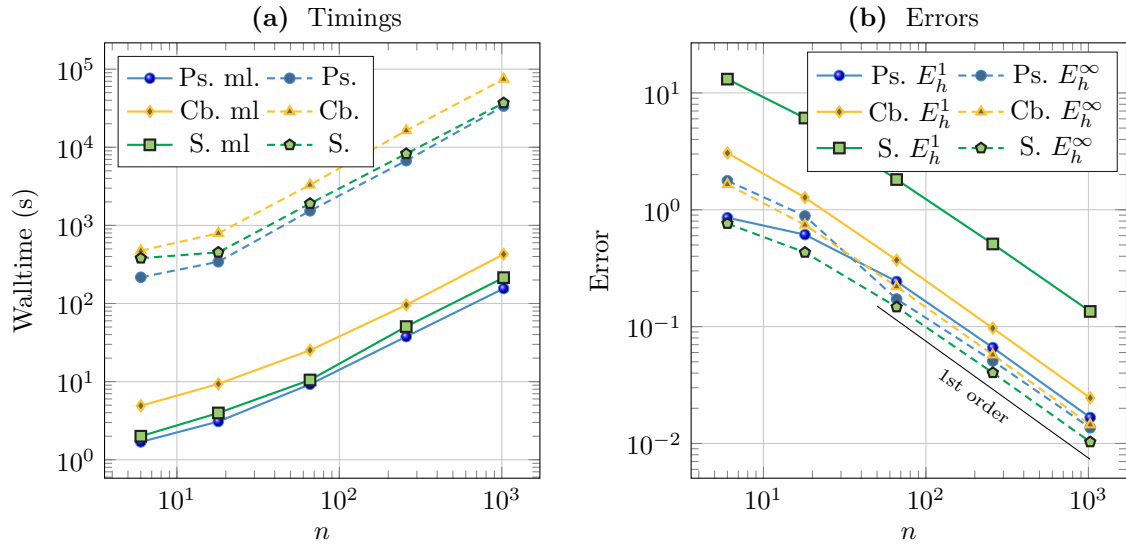 (a) Timings
10^5
10^4
10^3
10^2
10^1
10^0
Walltime (s)
Ps. ml. Ps.
Cb. ml Cb.
S. ml S.
10^1 10^2 10^3
n
(b) Errors
10^1
10^0
10^−1
10^−2
Error
Ps. E_h^1 Ps. E_h^∞
Cb. E_h^1 Cb. E_h^∞
S. E_h^1 S. E_h^∞
1st order
10^1 10^2 10^3
n